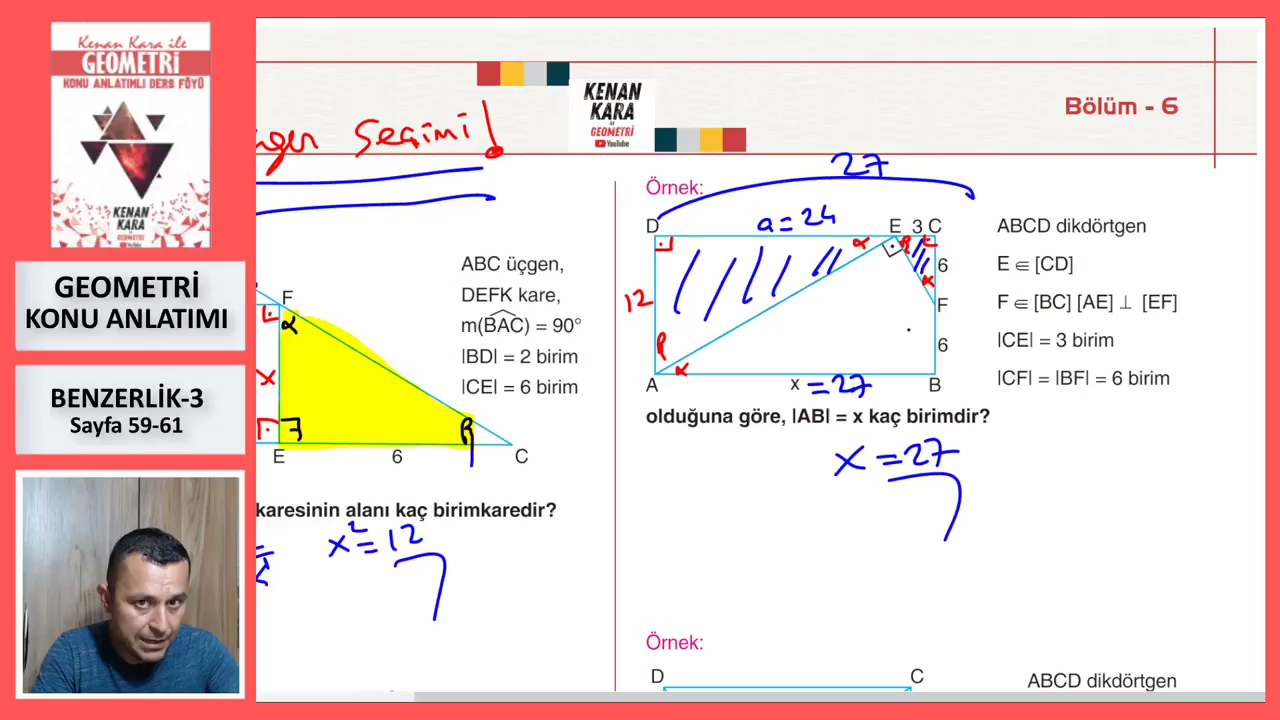 Kenan Kara ile
GEOMETRİ
KONU ANLATIMLI DERS FÖYÜ
KENAN
KARA
GEOMETRİ KONU ANLATIMI
BENZERLİK-3
Sayfa 59-61
KENAN
KARA
ile
GEOMETRİ
YouTube
Bölüm - 6
Seçimi!
F
α
x
E
6
C
ABC üçgen,
DEFK kare,
m(BAC) = 90°
|BD| = 2 birim
|CE| = 6 birim
karesinin alanı kaç birimkaredir?
x² = 12
Örnek:
27
D
a = 24
E 3 C
α
6
α
12
F
6
A
α
x = 27
B
ABCD dikdörtgen
E ∈ [CD]
F ∈ [BC] [AE] ⊥ [EF]
|CE| = 3 birim
|CF| = |BF| = 6 birim
olduğuna göre, |AB| = x kaç birimdir?
x = 27
Örnek:
D
C
ABCD dikdörtgen